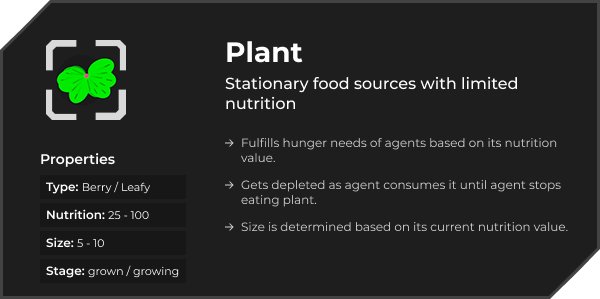 Plant
Stationary food sources with limited
nutrition
→ Fulfills hunger needs of agents based on its nutrition
value.
→ Gets depleted as agent consumes it until agent stops
eating plant.
→ Size is determined based on its current nutrition value.
Properties
Type: Berry / Leafy
Nutrition: 25 - 100
Size: 5 - 10
Stage: grown / growing